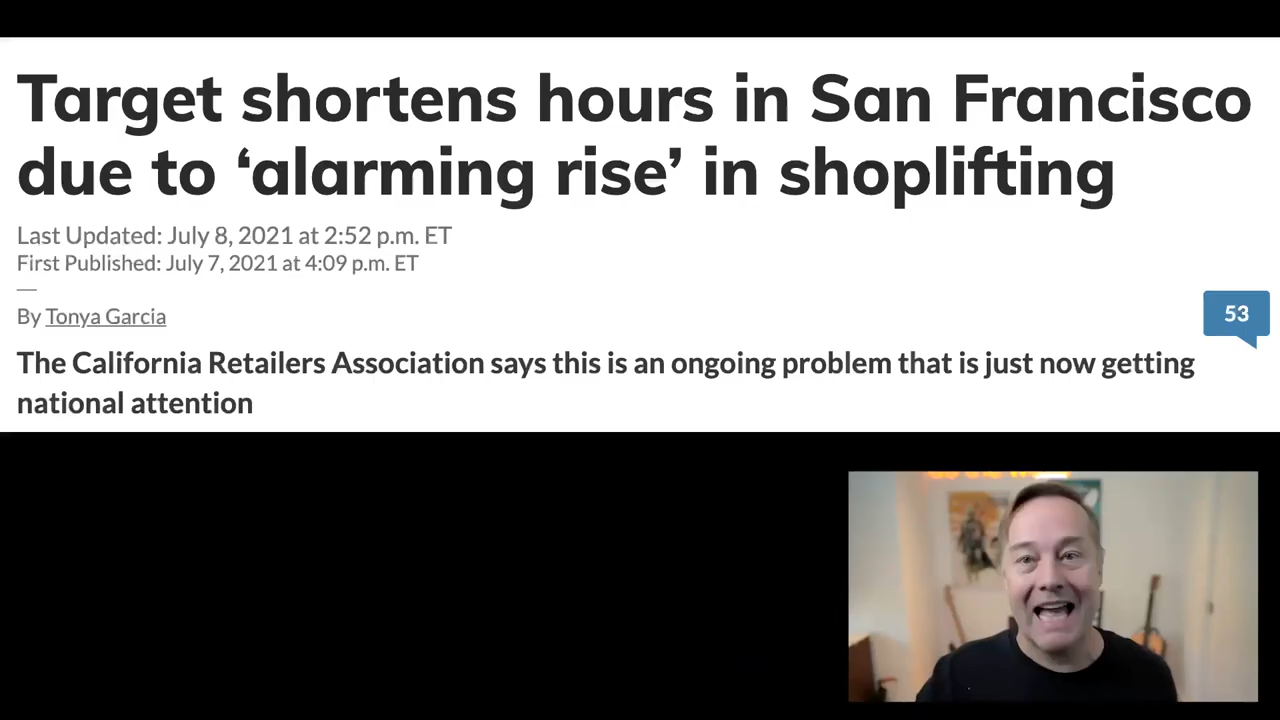 Target shortens hours in San Francisco
due to ‘alarming rise’ in shoplifting
Last Updated: July 8, 2021 at 2:52 p.m. ET
First Published: July 7, 2021 at 4:09 p.m. ET
By Tonya Garcia
53
The California Retailers Association says this is an ongoing problem that is just now getting
national attention